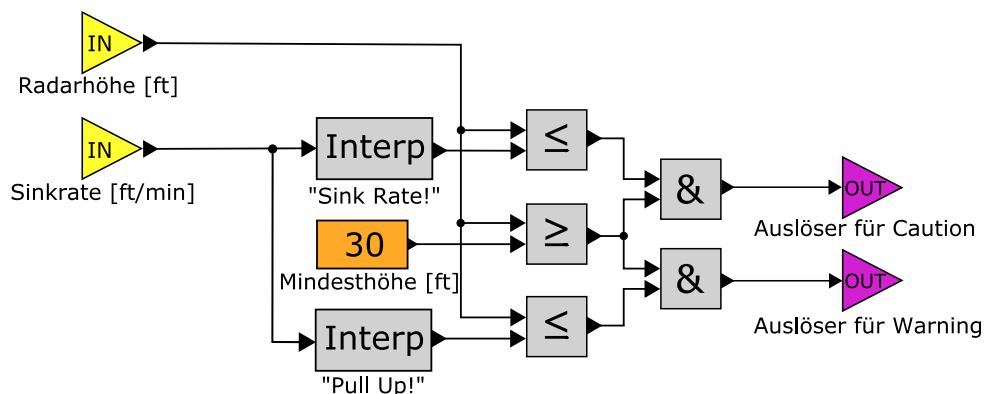 IN
Radarhöhe [ft]
IN
Sinkrate [ft/min]
Interp
"Sink Rate!"
30
Mindesthöhe [ft]
Interp
"Pull Up!"
≤
≥
≤
&
&
OUT
Auslöser für Caution
OUT
Auslöser für Warning